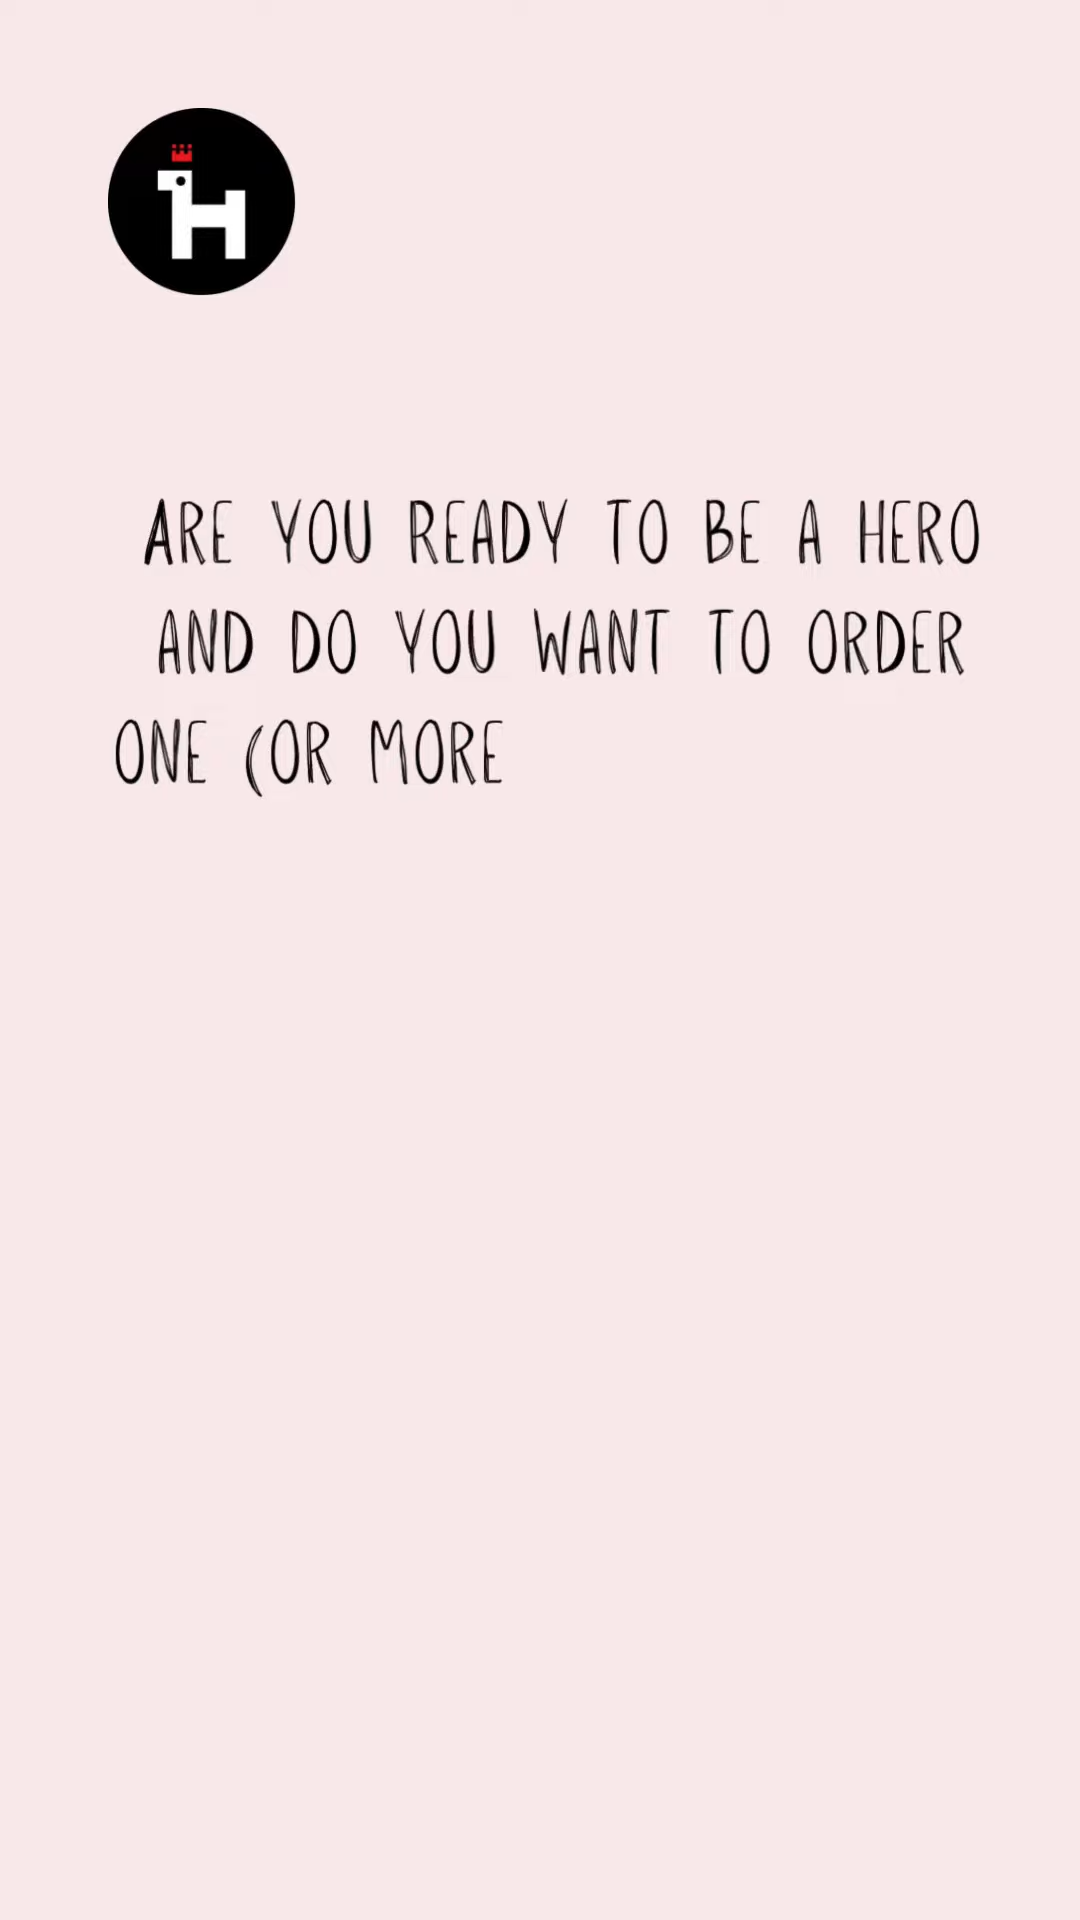 H
ARE YOU READY TO BE A HERO
AND DO YOU WANT TO ORDER
ONE (OR MORE